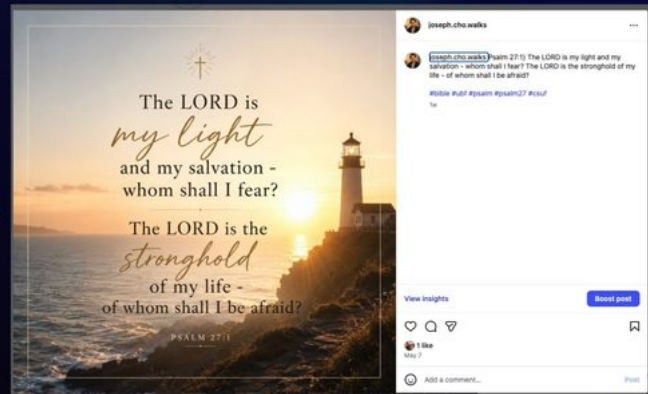 The LORD is
my light
and my salvation -
whom shall I fear?
The LORD is the
stronghold
of my life -
of whom shall I be afraid?
PSALM 27:1
joseph.cho.walks
joseph.cho.walks Psalm 27:1) The LORD is my light and my
salvation - whom shall I fear? The LORD is the stronghold of my
life - of whom shall I be afraid?
#bible #ubf #psalm #psalm27 #csuf
1w
View insights
Boost post
1 like
May 7
Add a comment...
Post